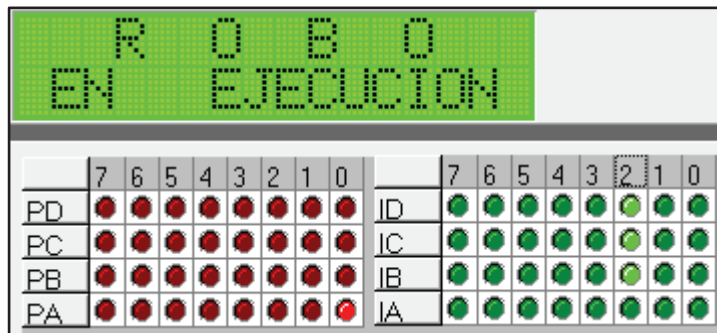 R O B O
EN EJECUCION
7 6 5 4 3 2 1 0 7 6 5 4 3 2 1 0
PD ID
PC IC
PB IB
PA IA